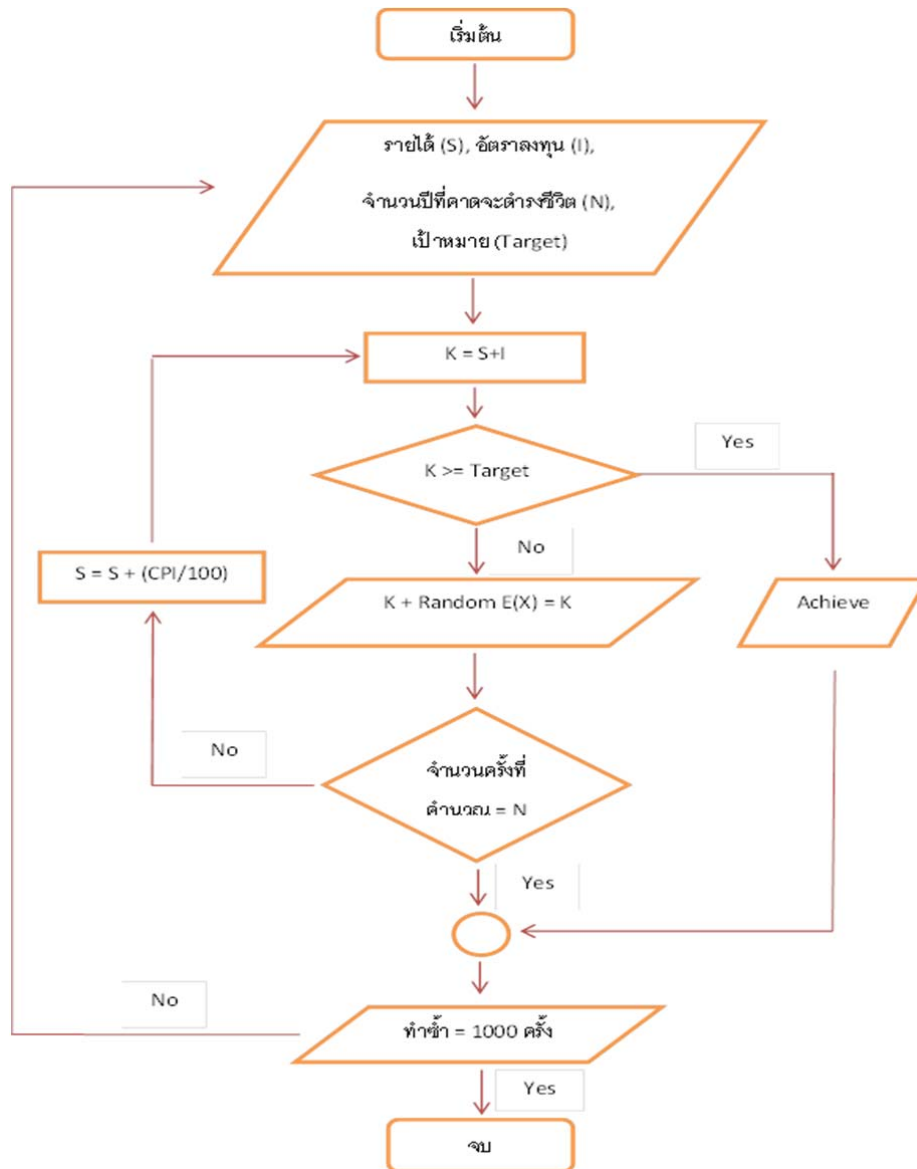 เริ่มต้น
รายได้ (S), อัตราลงทุน (I),
จำนวนปีที่คาดจะดำรงชีวิต (N),
เป้าหมาย (Target)
K = S+I
K >= Target
Yes
No
S = S + (CPI/100)
K + Random E(X) = K
Achieve
No
จำนวนครั้งที่
คำนวณ = N
Yes
No
ทำซ้ำ = 1000 ครั้ง
Yes
จบ